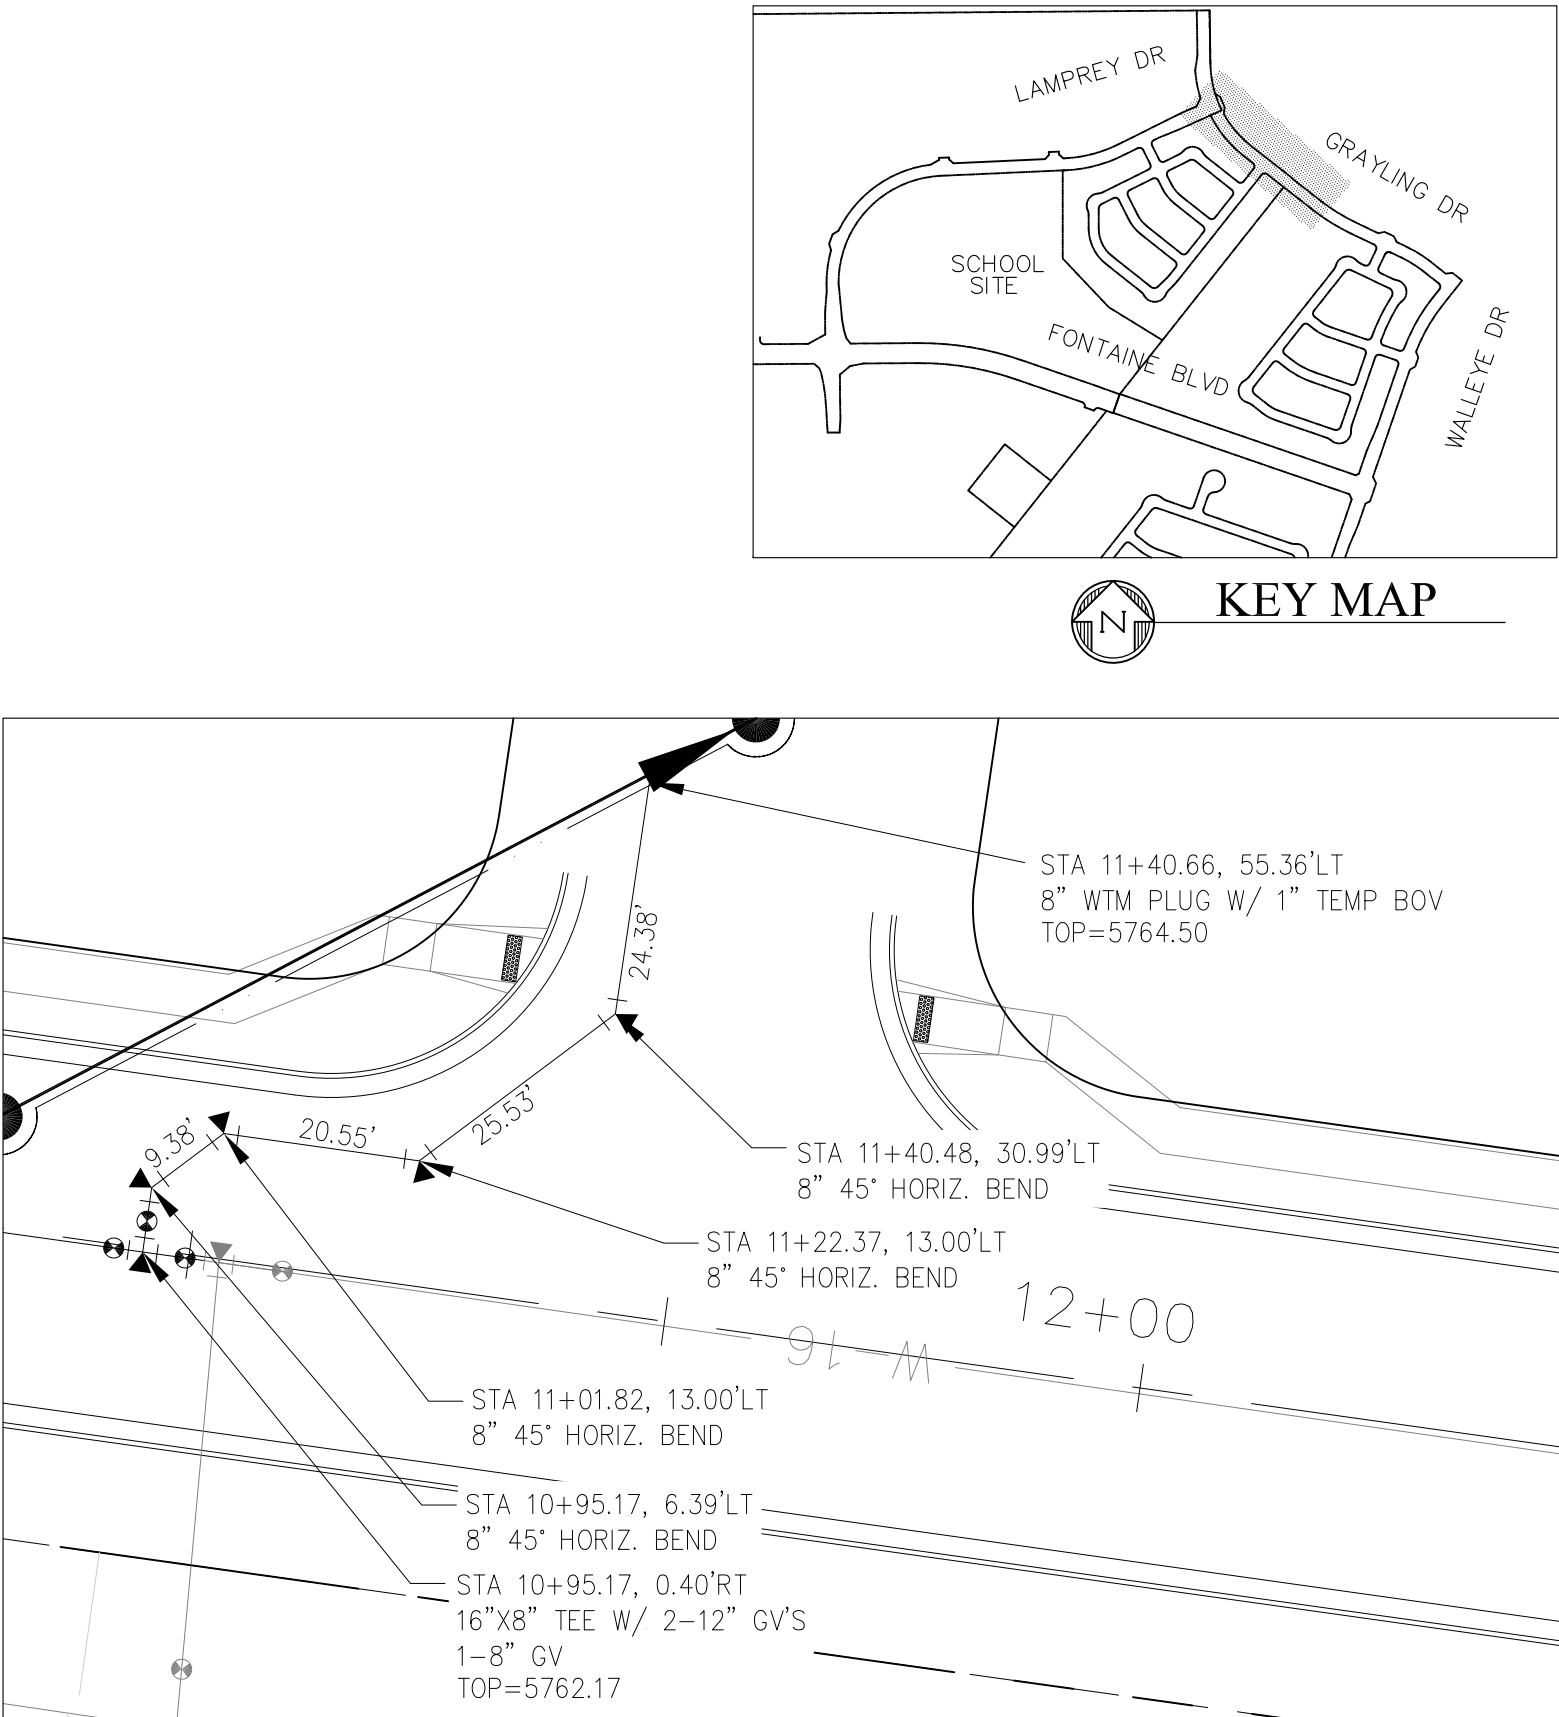 LAMPREY DR
GRAYLING DR
SCHOOL
SITE
FONTAINE BLVD
WALLEYE DR
N
KEY MAP
STA 11+40.66, 55.36'LT
8" WTM PLUG W/ 1" TEMP BOV
TOP=5764.50
24.38'
25.53'
20.55'
9.38'
STA 11+40.48, 30.99'LT
8" 45° HORIZ. BEND
STA 11+22.37, 13.00'LT
8" 45° HORIZ. BEND
12+00
W-16
STA 11+01.82, 13.00'LT
8" 45° HORIZ. BEND
STA 10+95.17, 6.39'LT
8" 45° HORIZ. BEND
STA 10+95.17, 0.40'RT
16"X8" TEE W/ 2-12" GV'S
1-8" GV
TOP=5762.17